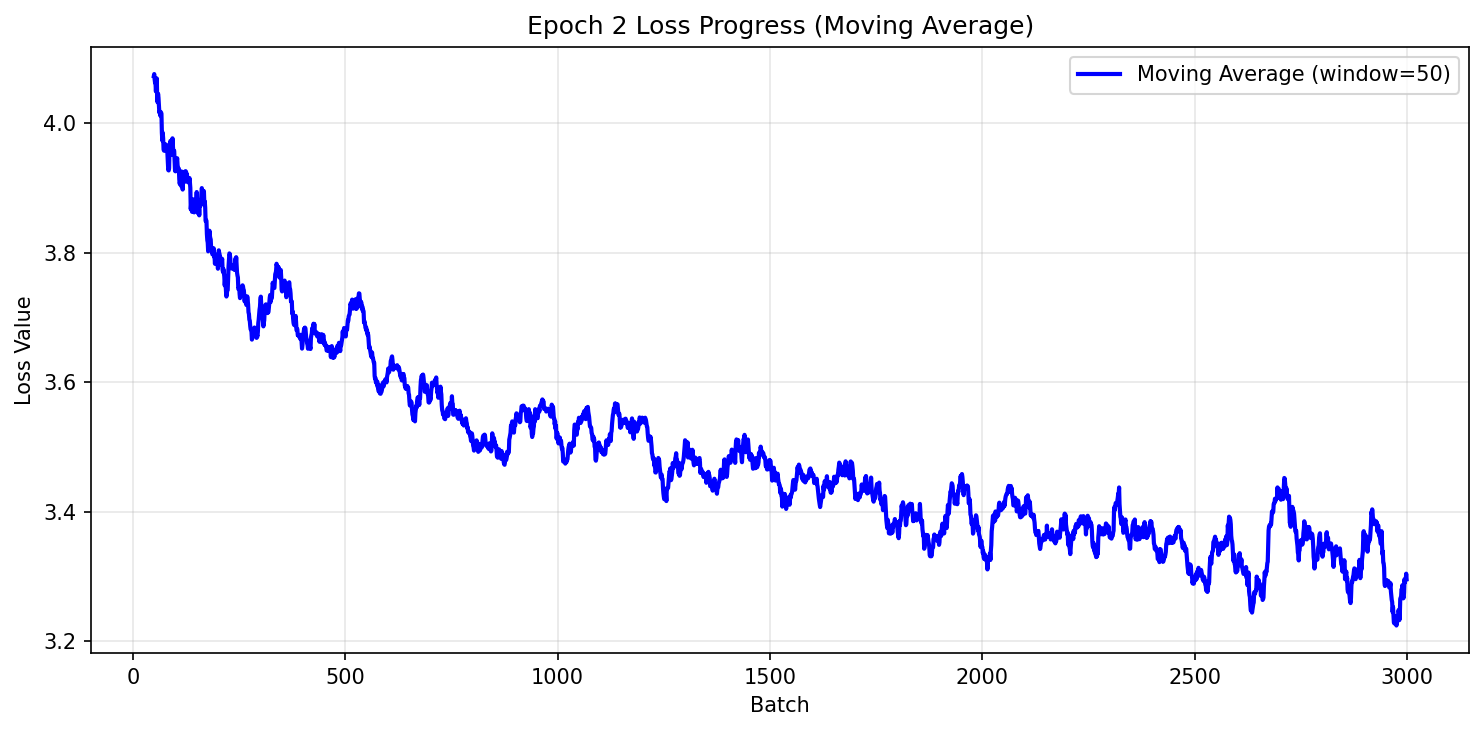 Epoch 2 Loss Progress (Moving Average)
Moving Average (window=50)
Loss Value
4.0
3.8
3.6
3.4
3.2
0 500 1000 1500 2000 2500 3000
Batch